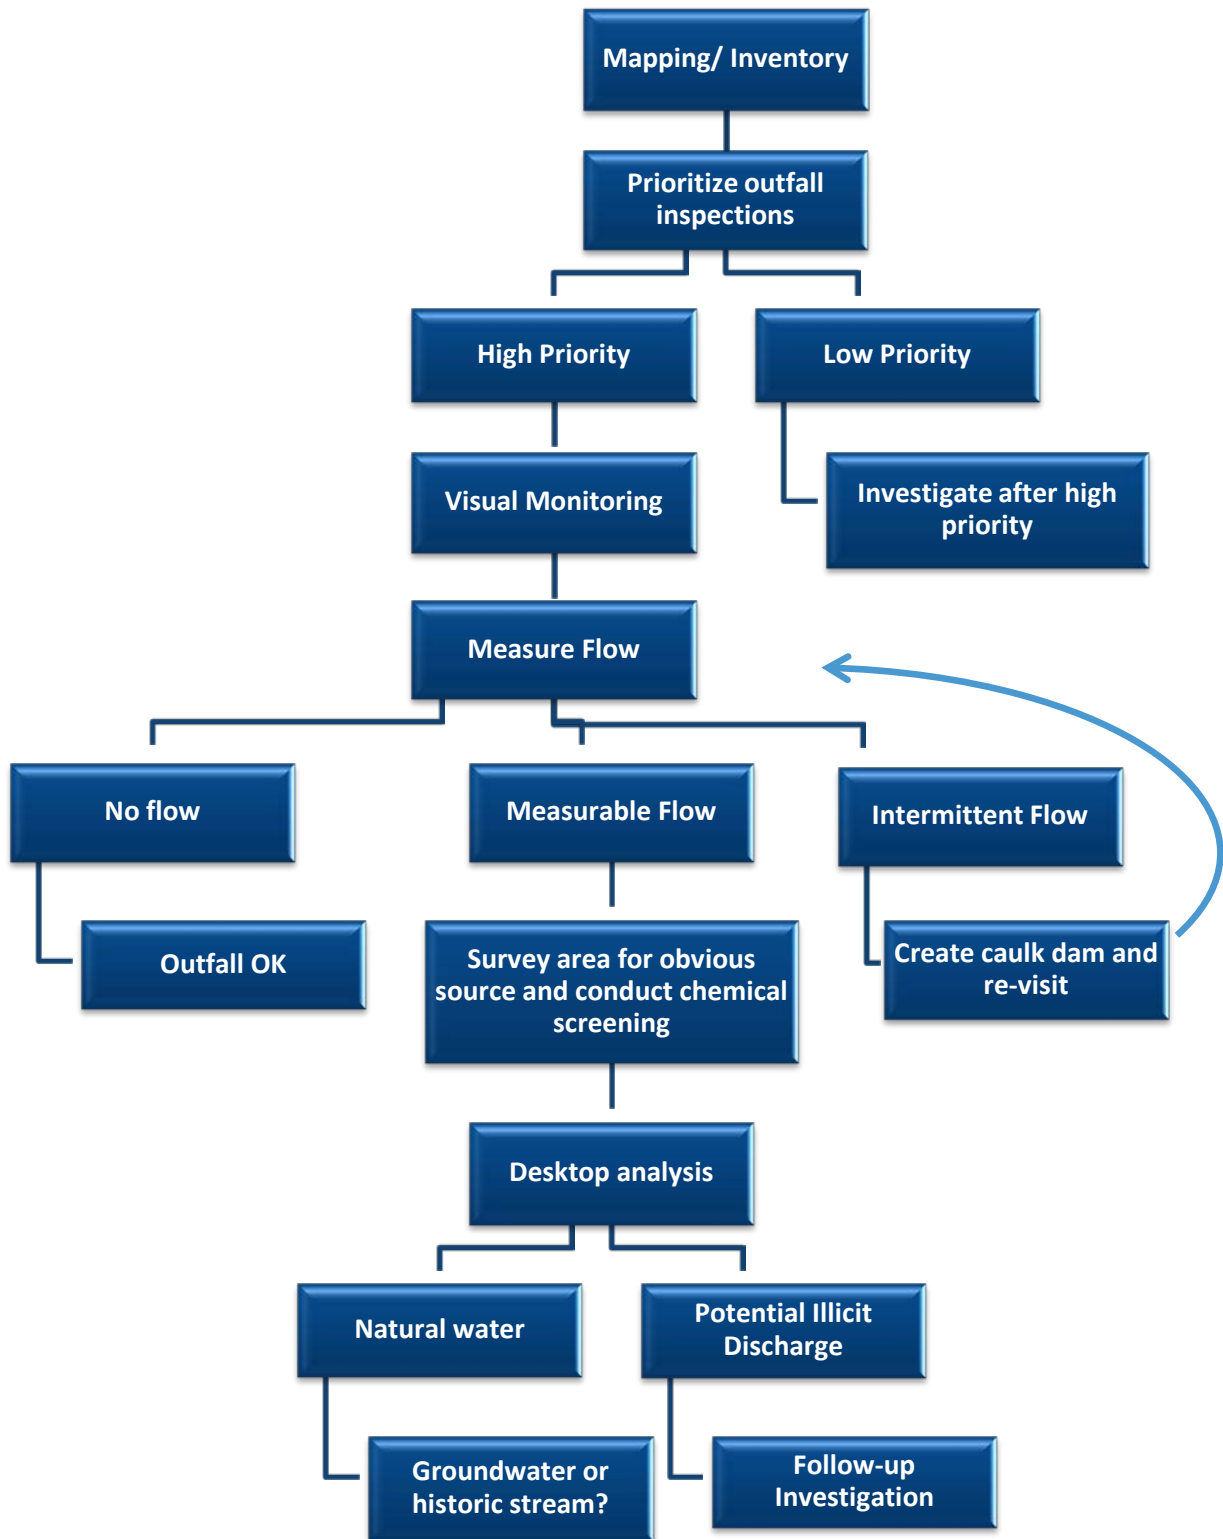 Mapping/ Inventory
Prioritize outfall
inspections
High Priority
Low Priority
Visual Monitoring
Investigate after high
priority
Measure Flow
No flow
Measurable Flow
Intermittent Flow
Outfall OK
Survey area for obvious
source and conduct chemical
screening
Create caulk dam and
re-visit
Desktop analysis
Natural water
Potential Illicit
Discharge
Groundwater or
historic stream?
Follow-up
Investigation